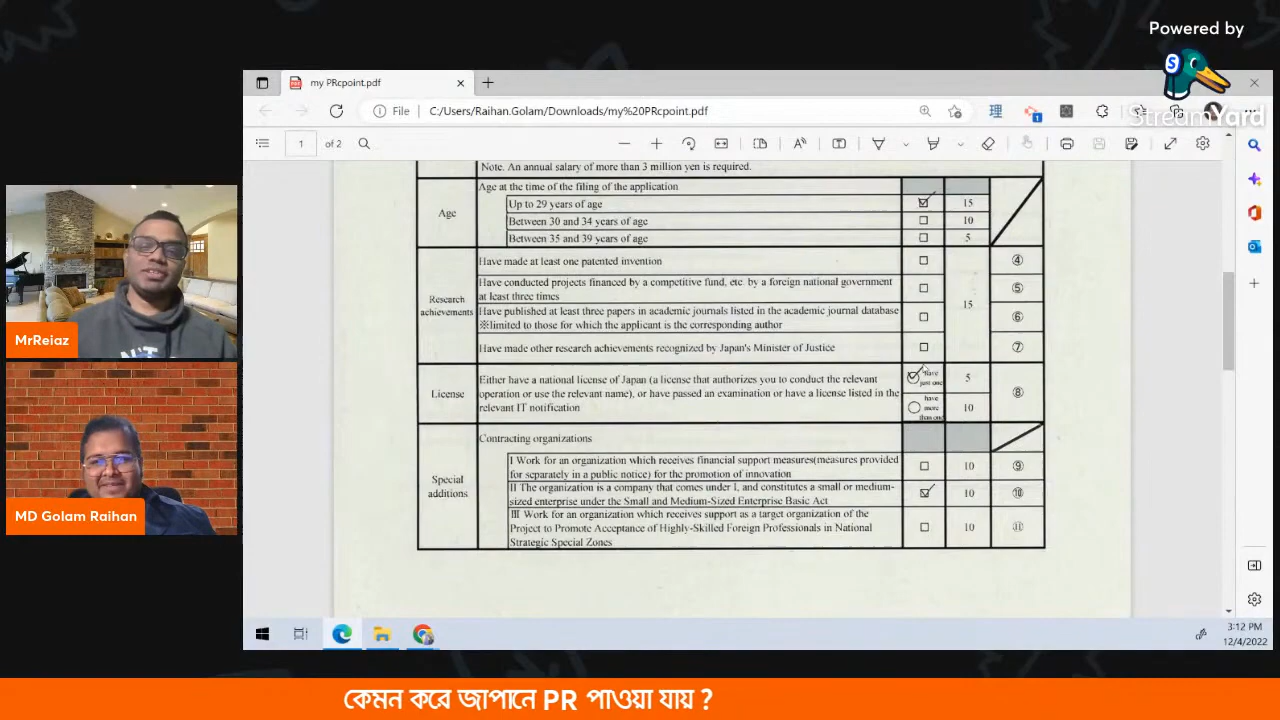 Powered by
StreamYard
my PRcpoint.pdf
File C:/Users/Raihan.Golam/Downloads/my%20PRcpoint.pdf
1 of 2
Note. An annual salary of more than 3 million yen is required.
Age
Age at the time of the filing of the application
Up to 29 years of age 15
Between 30 and 34 years of age 10
Between 35 and 39 years of age 5
Research
achievements
Have made at least one patented invention ④
Have conducted projects financed by a competitive fund, etc. by a foreign national government
at least three times ⑤
15
Have published at least three papers in academic journals listed in the academic journal database
※limited to those for which the applicant is the corresponding author ⑥
Have made other research achievements recognized by Japan's Minister of Justice ⑦
License
Either have a national license of Japan (a license that authorizes you to conduct the relevant
operation or use the relevant name), or have passed an examination or have a license listed in the
relevant IT notification
have
just one 5
⑧
have
more
than one 10
Special
additions
Contracting organizations
I Work for an organization which receives financial support measures(measures provided
for separately in a public notice) for the promotion of innovation 10 ⑨
II The organization is a company that comes under I, and constitutes a small or medium-
sized enterprise under the Small and Medium-Sized Enterprise Basic Act 10 ⑩
III Work for an organization which receives support as a target organization of the
Project to Promote Acceptance of Highly-Skilled Foreign Professionals in National
Strategic Special Zones 10 ⑪
MrReiaz
MD Golam Raihan
3:12 PM
12/4/2022
কেমন করে জাপানে PR পাওয়া যায় ?